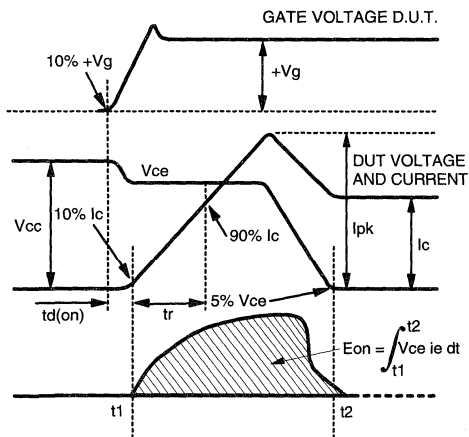 GATE VOLTAGE D.U.T.
10% +Vg
+Vg
Vce
DUT VOLTAGE
AND CURRENT
10% Ic
Vcc
90% Ic
Ipk
Ic
td(on)
tr
5% Vce
Eon = ∫ Vce ie dt
t2
t1
t1
t2